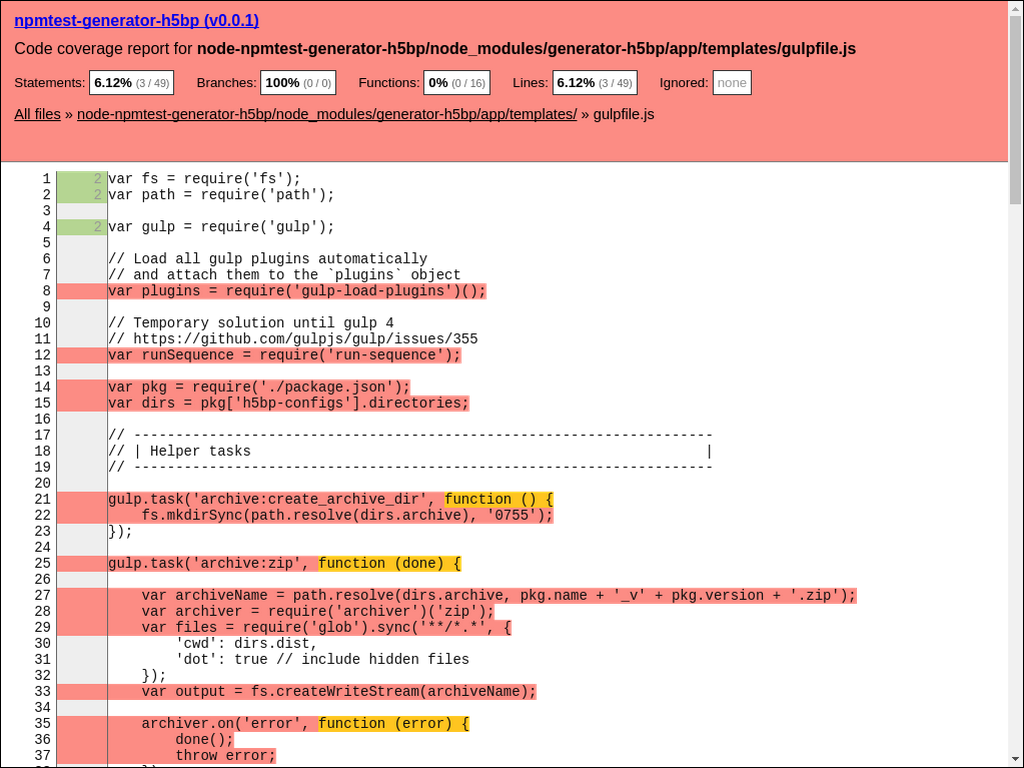 npmtest-generator-h5bp (v0.0.1)
Code coverage report for node-npmtest-generator-h5bp/node_modules/generator-h5bp/app/templates/gulpfile.js
Statements: 6.12% (3 / 49) Branches: 100% (0 / 0) Functions: 0% (0 / 16) Lines: 6.12% (3 / 49) Ignored: none
All files » node-npmtest-generator-h5bp/node_modules/generator-h5bp/app/templates/ » gulpfile.js
1 2 var fs = require('fs');
2 2 var path = require('path');
3
4 2 var gulp = require('gulp');
5
6 // Load all gulp plugins automatically
7 // and attach them to the `plugins` object
8 var plugins = require('gulp-load-plugins')();
9
10 // Temporary solution until gulp 4
11 // https://github.com/gulpjs/gulp/issues/355
12 var runSequence = require('run-sequence');
13
14 var pkg = require('./package.json');
15 var dirs = pkg['h5bp-configs'].directories;
16
17 // ---------------------------------------------------------------------
18 // | Helper tasks                                                      |
19 // ---------------------------------------------------------------------
20
21 gulp.task('archive:create_archive_dir', function () {
22     fs.mkdirSync(path.resolve(dirs.archive), '0755');
23 });
24
25 gulp.task('archive:zip', function (done) {
26
27     var archiveName = path.resolve(dirs.archive, pkg.name + '_v' + pkg.version + '.zip');
28     var archiver = require('archiver')('zip');
29     var files = require('glob').sync('**/*.*', {
30         'cwd': dirs.dist,
31         'dot': true // include hidden files
32     });
33     var output = fs.createWriteStream(archiveName);
34
35     archiver.on('error', function (error) {
36         done();
37         throw error;